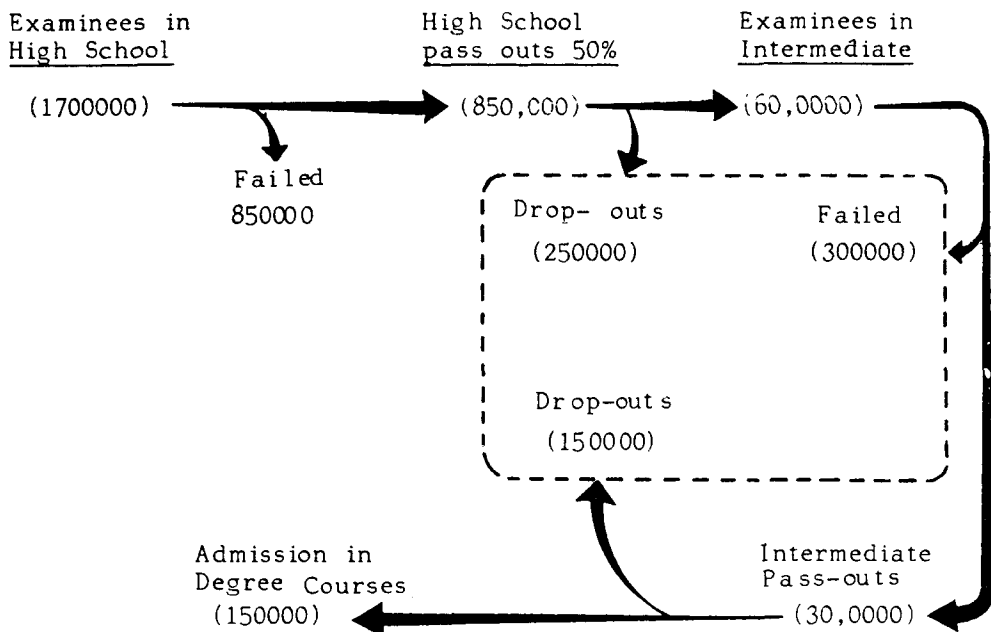 Examinees in
High School
(1700000)
High School
pass outs 50%
(850,000)
Examines in
Intermediate
(60,0000)
Failed
850000
Drop- outs
(250000)
Failed
(300000)
Drop-outs
(150000)
Admission in
Degree Courses
(150000)
Intermediate
Pass-outs
(30,0000)